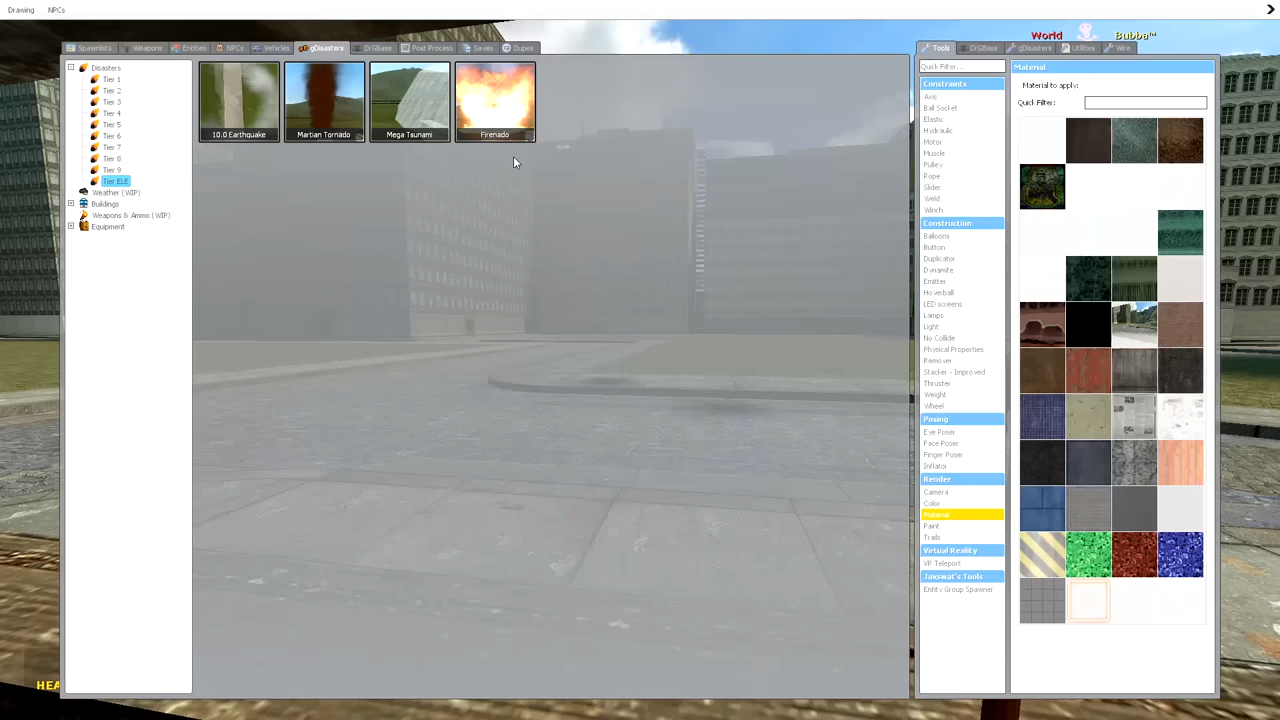 Drawing NPCs
World
Bubba™
Spawnlists Weapons Entities NPCs Vehicles gDisasters DrGBase Post Process Saves Dupes
Disasters
Tier 1
Tier 2
Tier 3
Tier 4
Tier 5
Tier 6
Tier 7
Tier 8
Tier 9
Tier ELE
Weather (WIP)
Buildings
Weapons & Ammo (WIP)
Equipment
10.0 Earthquake
Martian Tornado
Mega Tsunami
Firenado
Tools DrGBase gDisasters Utilities Wire
Quick Filter...
Constraints
Axis
Ball Socket
Elastic
Hydraulic
Motor
Muscle
Pulley
Rope
Slider
Weld
Winch
Construction
Balloons
Button
Duplicator
Dynamite
Emitter
Hoverball
LED screens
Lamps
Light
No Collide
Physical Properties
Remover
Stacker - Improved
Thruster
Weight
Wheel
Posing
Eye Poser
Face Poser
Finger Poser
Inflator
Render
Camera
Color
Material
Paint
Trails
Virtual Reality
VR Teleport
Jaxswat's Tools
Entity Group Spawner
Material
Material to apply:
Quick Filter:
HEA